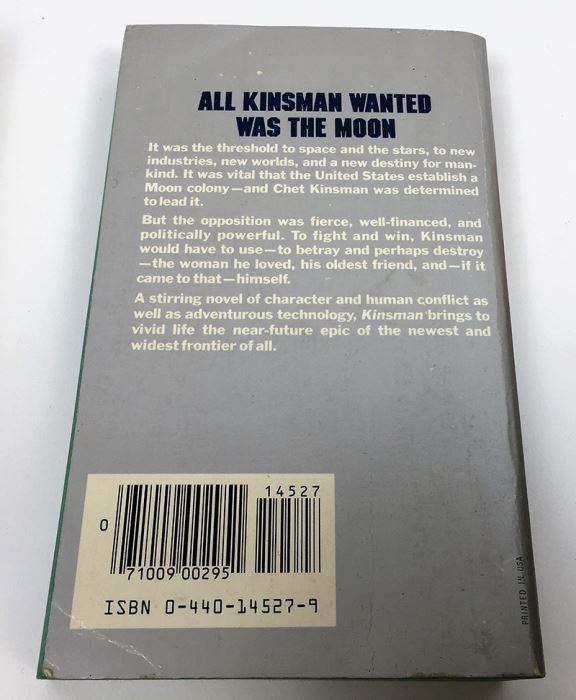 ALL KINSMAN WANTED
WAS THE MOON
It was the threshold to space and the stars, to new
industries, new worlds, and a new destiny for man-
kind. It was vital that the United States establish a
Moon colony—and Chet Kinsman was determined
to lead it.
But the opposition was fierce, well-financed, and
politically powerful. To fight and win, Kinsman
would have to use—to betray and perhaps destroy
—the woman he loved, his oldest friend, and—if it
came to that—himself.
A stirring novel of character and human conflict as
well as adventurous technology, Kinsman brings to
vivid life the near-future epic of the newest and
widest frontier of all.
14527
0
71009 00295
ISBN 0-440-14527-9
PRINTED IN USA